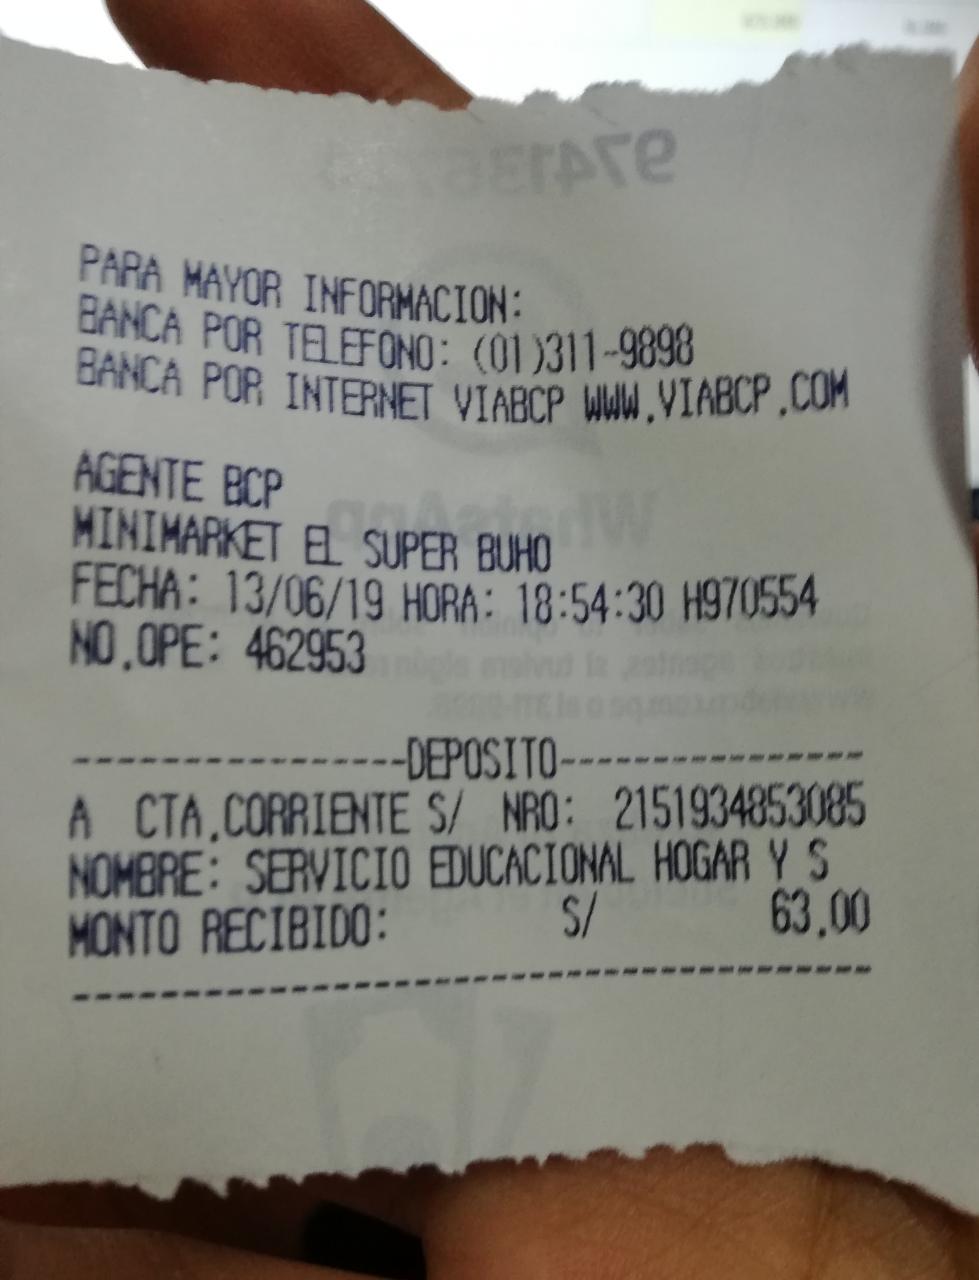 PARA MAYOR INFORMACION:
BANCA POR TELEFONO: (01)311-9898
BANCA POR INTERNET VIABCP WWW.VIABCP.COM
AGENTE BCP
MINIMARKET EL SUPER BUHO
FECHA: 13/06/19 HORA: 18:54:30 H970554
NO.OPE: 462953
----------------DEPOSITO----------------
A CTA.CORRIENTE S/ NRO: 2151934853085
NOMBRE: SERVICIO EDUCACIONAL HOGAR Y S
MONTO RECIBIDO: S/ 63.00
WhatsApp